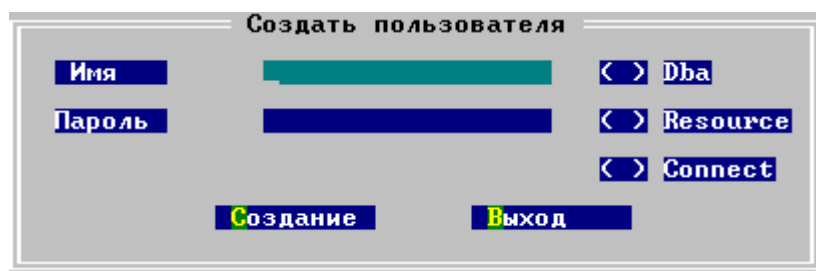 Создать пользователя
Имя < > Dba
Пароль < > Resource
< > Connect
Создание Выход